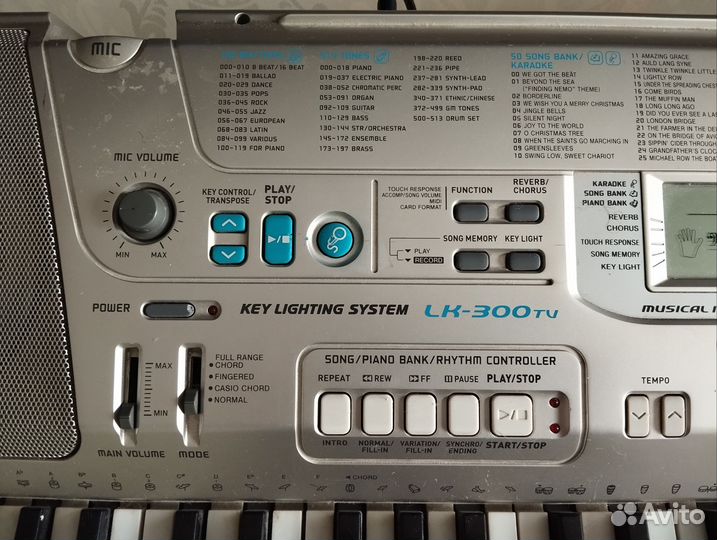 MIC
120 RHYTHMS
000-010 8 BEAT/16 BEAT
011-019 BALLAD
020-029 DANCE
030-035 POPS
036-045 ROCK
046-055 JAZZ
056-067 EUROPEAN
068-083 LATIN
084-099 VARIOUS
100-119 FOR PIANO
514 TONES
000-018 PIANO
019-037 ELECTRIC PIANO
038-052 CHROMATIC PERC
053-091 ORGAN
092-109 GUITAR
110-129 BASS
130-144 STR/ORCHESTRA
145-172 ENSEMBLE
173-197 BRASS
198-220 REED
221-236 PIPE
237-281 SYNTH-LEAD
282-339 SYNTH-PAD
340-371 ETHNIC/CHINESE
372-499 GM TONES
500-513 DRUM SET
50 SONG BANK/
KARAOKE
00 WE GOT THE BEAT
01 BEYOND THE SEA
("FINDING NEMO" THEME)
02 BORDERLINE
03 WE WISH YOU A MERRY CHRISTMAS
04 JINGLE BELLS
05 SILENT NIGHT
06 JOY TO THE WORLD
07 O CHRISTMAS TREE
08 WHEN THE SAINTS GO MARCHING IN
09 GREENSLEEVES
10 SWING LOW, SWEET CHARIOT
11 AMAZING GRACE
12 AULD LANG SYNE
13 TWINKLE TWINKLE LITTL
14 LIGHTLY ROW
15 UNDER THE SPREADING CHEST
16 COME BIRDS
17 THE MUFFIN MAN
18 LONG LONG AGO
19 DID YOU EVER SEE A LAS
20 LONDON BRIDGE
21 THE FARMER IN THE DE
22 ON THE BRIDGE OF AVIG
23 SIPPIN' CIDER THROUGH
24 GRANDFATHER'S CLOC
25 MICHAEL ROW THE BOA
MIC VOLUME
MIN MAX
KEY CONTROL/
TRANSPOSE
PLAY/
STOP
TOUCH RESPONSE
ACCOMP/SONG VOLUME
MIDI
CARD FORMAT
FUNCTION
REVERB/
CHORUS
PLAY
RECORD
SONG MEMORY
KEY LIGHT
KARAOKE
SONG BANK
PIANO BANK
REVERB
CHORUS
TOUCH RESPONSE
SONG MEMORY
KEY LIGHT
POWER
KEY LIGHTING SYSTEM LK-300TV
MUSICAL I
MAX
MIN
MAIN VOLUME
FULL RANGE
CHORD
FINGERED
CASIO CHORD
NORMAL
MODE
SONG/PIANO BANK/RHYTHM CONTROLLER
REPEAT REW FF PAUSE PLAY/STOP
INTRO
NORMAL/
FILL-IN
VARIATION/
FILL-IN
SYNCHRO/
ENDING
START/STOP
TEMPO
CHORD
Avito